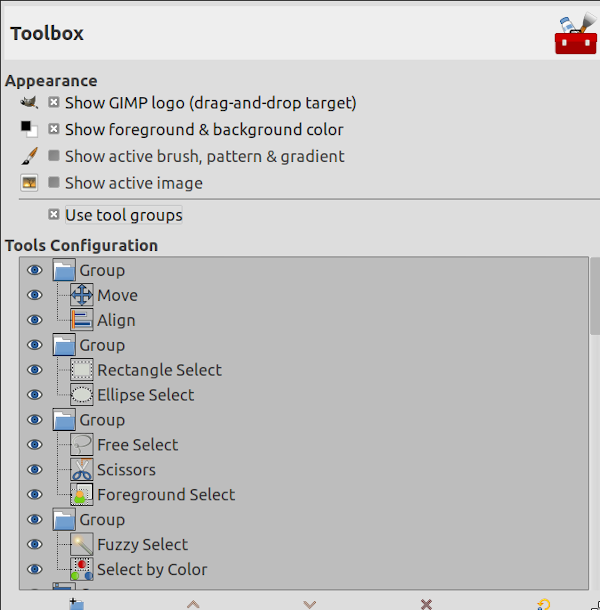 Toolbox
Appearance
Show GIMP logo (drag-and-drop target)
Show foreground & background color
Show active brush, pattern & gradient
Show active image
Use tool groups
Tools Configuration
Group
Move
Align
Group
Rectangle Select
Ellipse Select
Group
Free Select
Scissors
Foreground Select
Group
Fuzzy Select
Select by Color